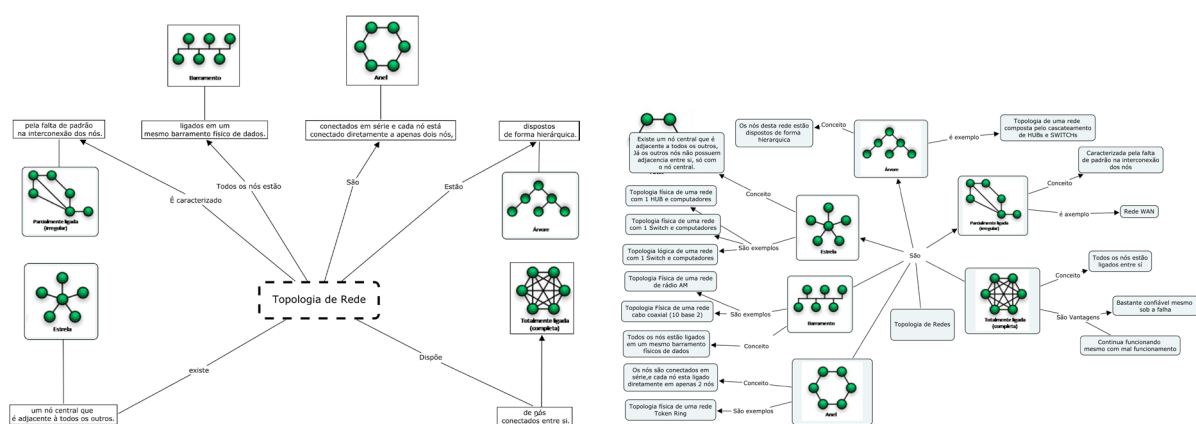 Barramento
Anel
pela falta de padrão
na interconexão dos nós.
ligados em um
mesmo barramento físico de dados.
conectados em série e cada nó está
conectado diretamente a apenas dois nós,
dispostos
de forma hierárquica.
Partialmente ligada
(irregular)
Todos os nós estão
É caracterizado
São
Estão
Árvore
Estrela
Topologia de Rede
Totalmente ligada
(completa)
existe
Dispõe
um nó central que
é adjacente à todos os outros.
de nós
conectados entre si.
Existe um nó central que é
adjacente a todos os outros,
Já os outros nós não possuem
adjacencia entre si, só com
o nó central.
Os nós desta rede estão
dispostos de forma
hierarquica
Conceito
Árvore
é exemplo
Topologia de uma rede
composta pelo cascateamento
de HUBs e SWITCHs
Caracterizada pela falta
de padrão na interconexão
dos nós
Conceito
Partialmente ligada
(irregular)
é axemplo
Rede WAN
Conceito
Topologia física de uma rede
com 1 HUB e computadores
Topologia física de uma rede
com 1 Switch e computadores
Topologia lógica de uma rede
com 1 Switch e computadores
São exemplos
Estrela
São
Topologia Física de uma rede
de rádio AM
Topologia Física de uma rede
cabo coaxial (10 base 2)
São exemplos
Barramento
Todos os nós estão ligados
em um mesmo barramento
físicos de dados
Conceito
Topologia de Redes
Totalmente ligada
(completa)
Conceito
Todos os nós estão
ligados entre sí
São Vantagens
Bastante confiável mesmo
sob a falha
Continua funcionando
mesmo com mal funcionamento
Os nós são conectados em
série,e cada nó esta ligado
diretamente em apenas 2 nós
Conceito
Anel
Topologia física de uma rede
Token Ring
São exemplos